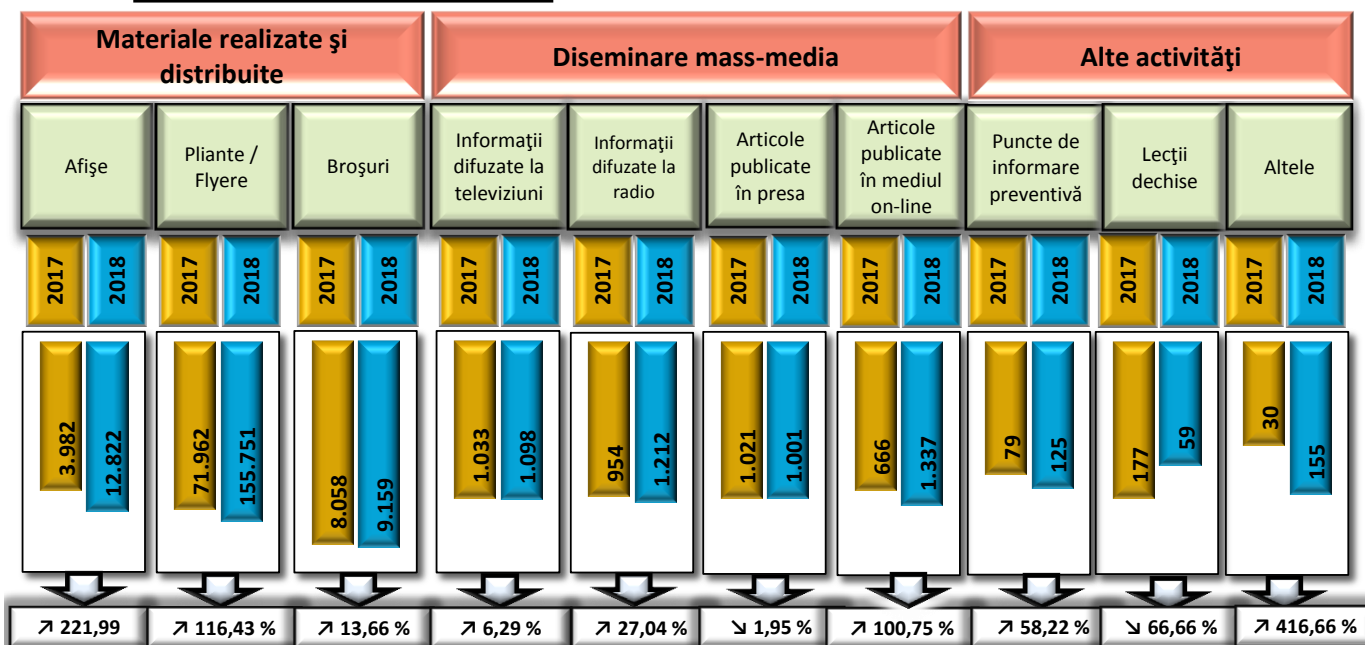 Materiale realizate şi
distribuite
Diseminare mass-media
Alte activităţi
Afişe
Pliante /
Flyere
Broşuri
Informaţii
difuzate la
televiziuni
Informaţii
difuzate la
radio
Articole
publicate
în presa
Articole
publicate
în mediul
on-line
Puncte de
informare
preventivă
Lecţii
dechise
Altele
2017 2018 2017 2018 2017 2018 2017 2018 2017 2018 2017 2018 2017 2018 2017 2018 2017 2018 2017 2018
3.982 12.822 71.962 155.751 8.058 9.159 1.033 1.098 954 1.212 1.021 1.001 666 1.337 79 125 177 59 30 155
↗ 221,99 ↗ 116,43 % ↗ 13,66 % ↗ 6,29 % ↗ 27,04 % ↘ 1,95 % ↗ 100,75 % ↗ 58,22 % ↘ 66,66 % ↗ 416,66 %